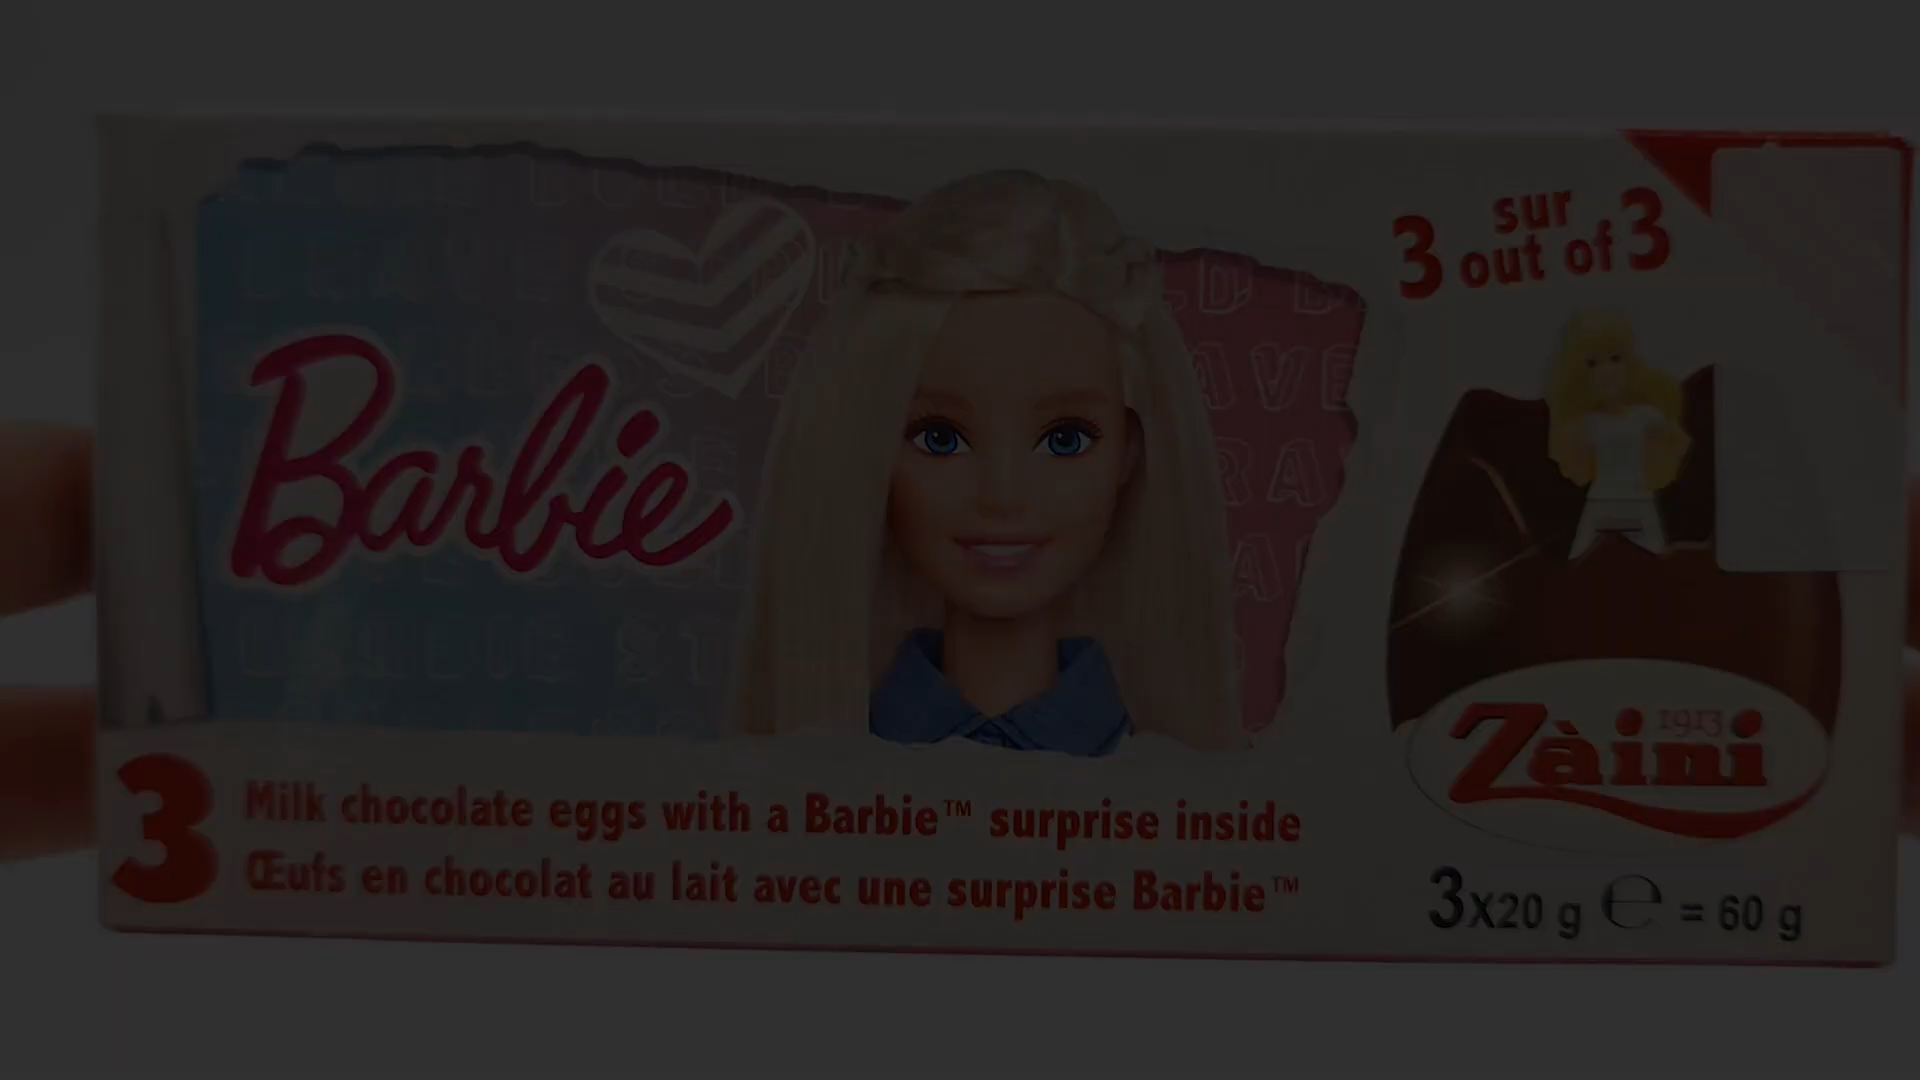 Barbie
3 sur 3
out of
Zàini
1913
3 Milk chocolate eggs with a Barbie™ surprise inside
Œufs en chocolat au lait avec une surprise Barbie™
3x20 g ℮ = 60 g